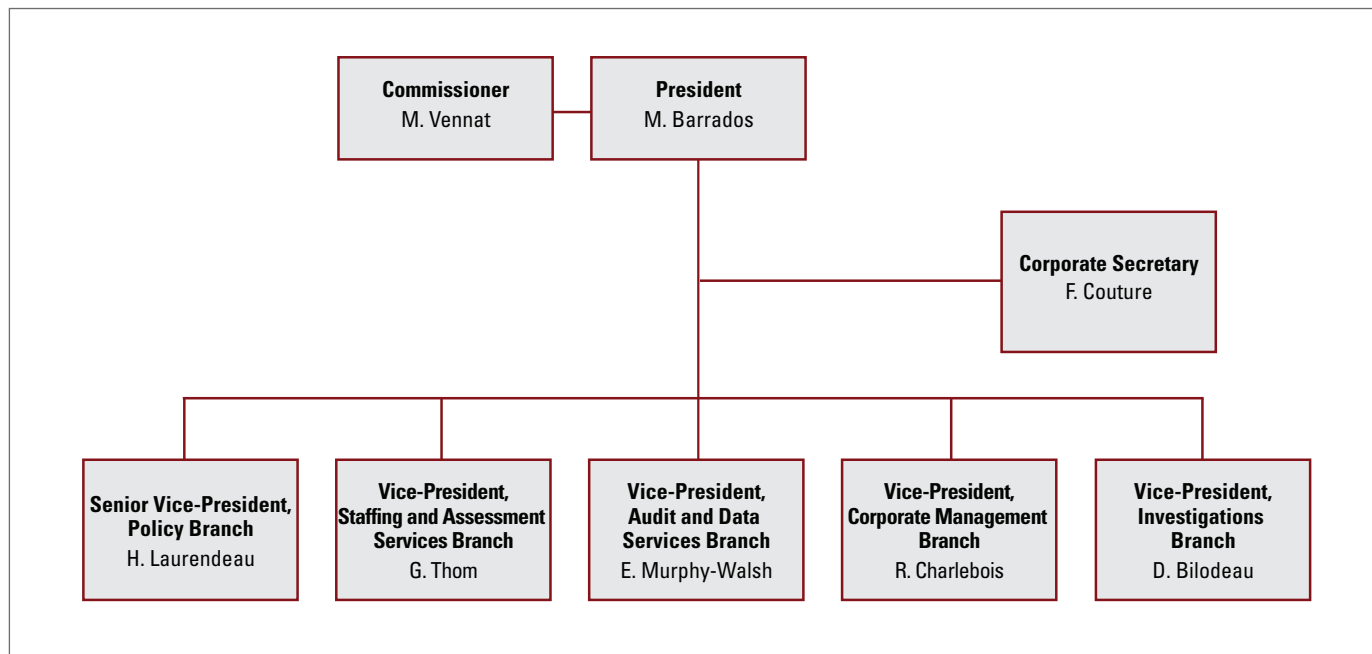 Commissioner
M. Vennat
President
M. Barrados
Corporate Secretary
F. Couture
Senior Vice-President,
Policy Branch
H. Laurendeau
Vice-President,
Staffing and Assessment
Services Branch
G. Thom
Vice-President,
Audit and Data
Services Branch
E. Murphy-Walsh
Vice-President,
Corporate Management
Branch
R. Charlebois
Vice-President,
Investigations
Branch
D. Bilodeau